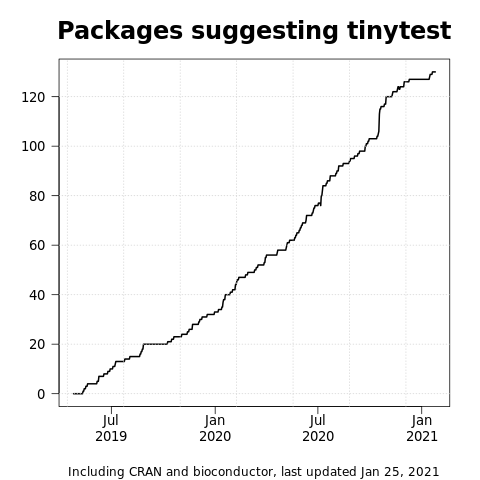 Packages suggesting tinytest
120
100
80
60
40
20
0
Jul Jan Jul Jan
2019 2020 2020 2021
Including CRAN and bioconductor, last updated Jan 25, 2021